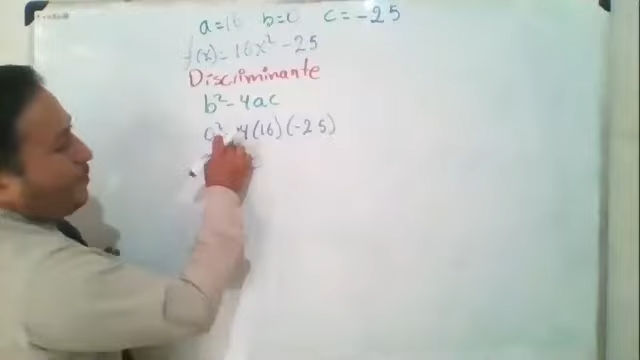 a=16 b=0 c=-25
f(x)=16x²-25
Discriminante
b²-4ac
0²-4(16)(-25)